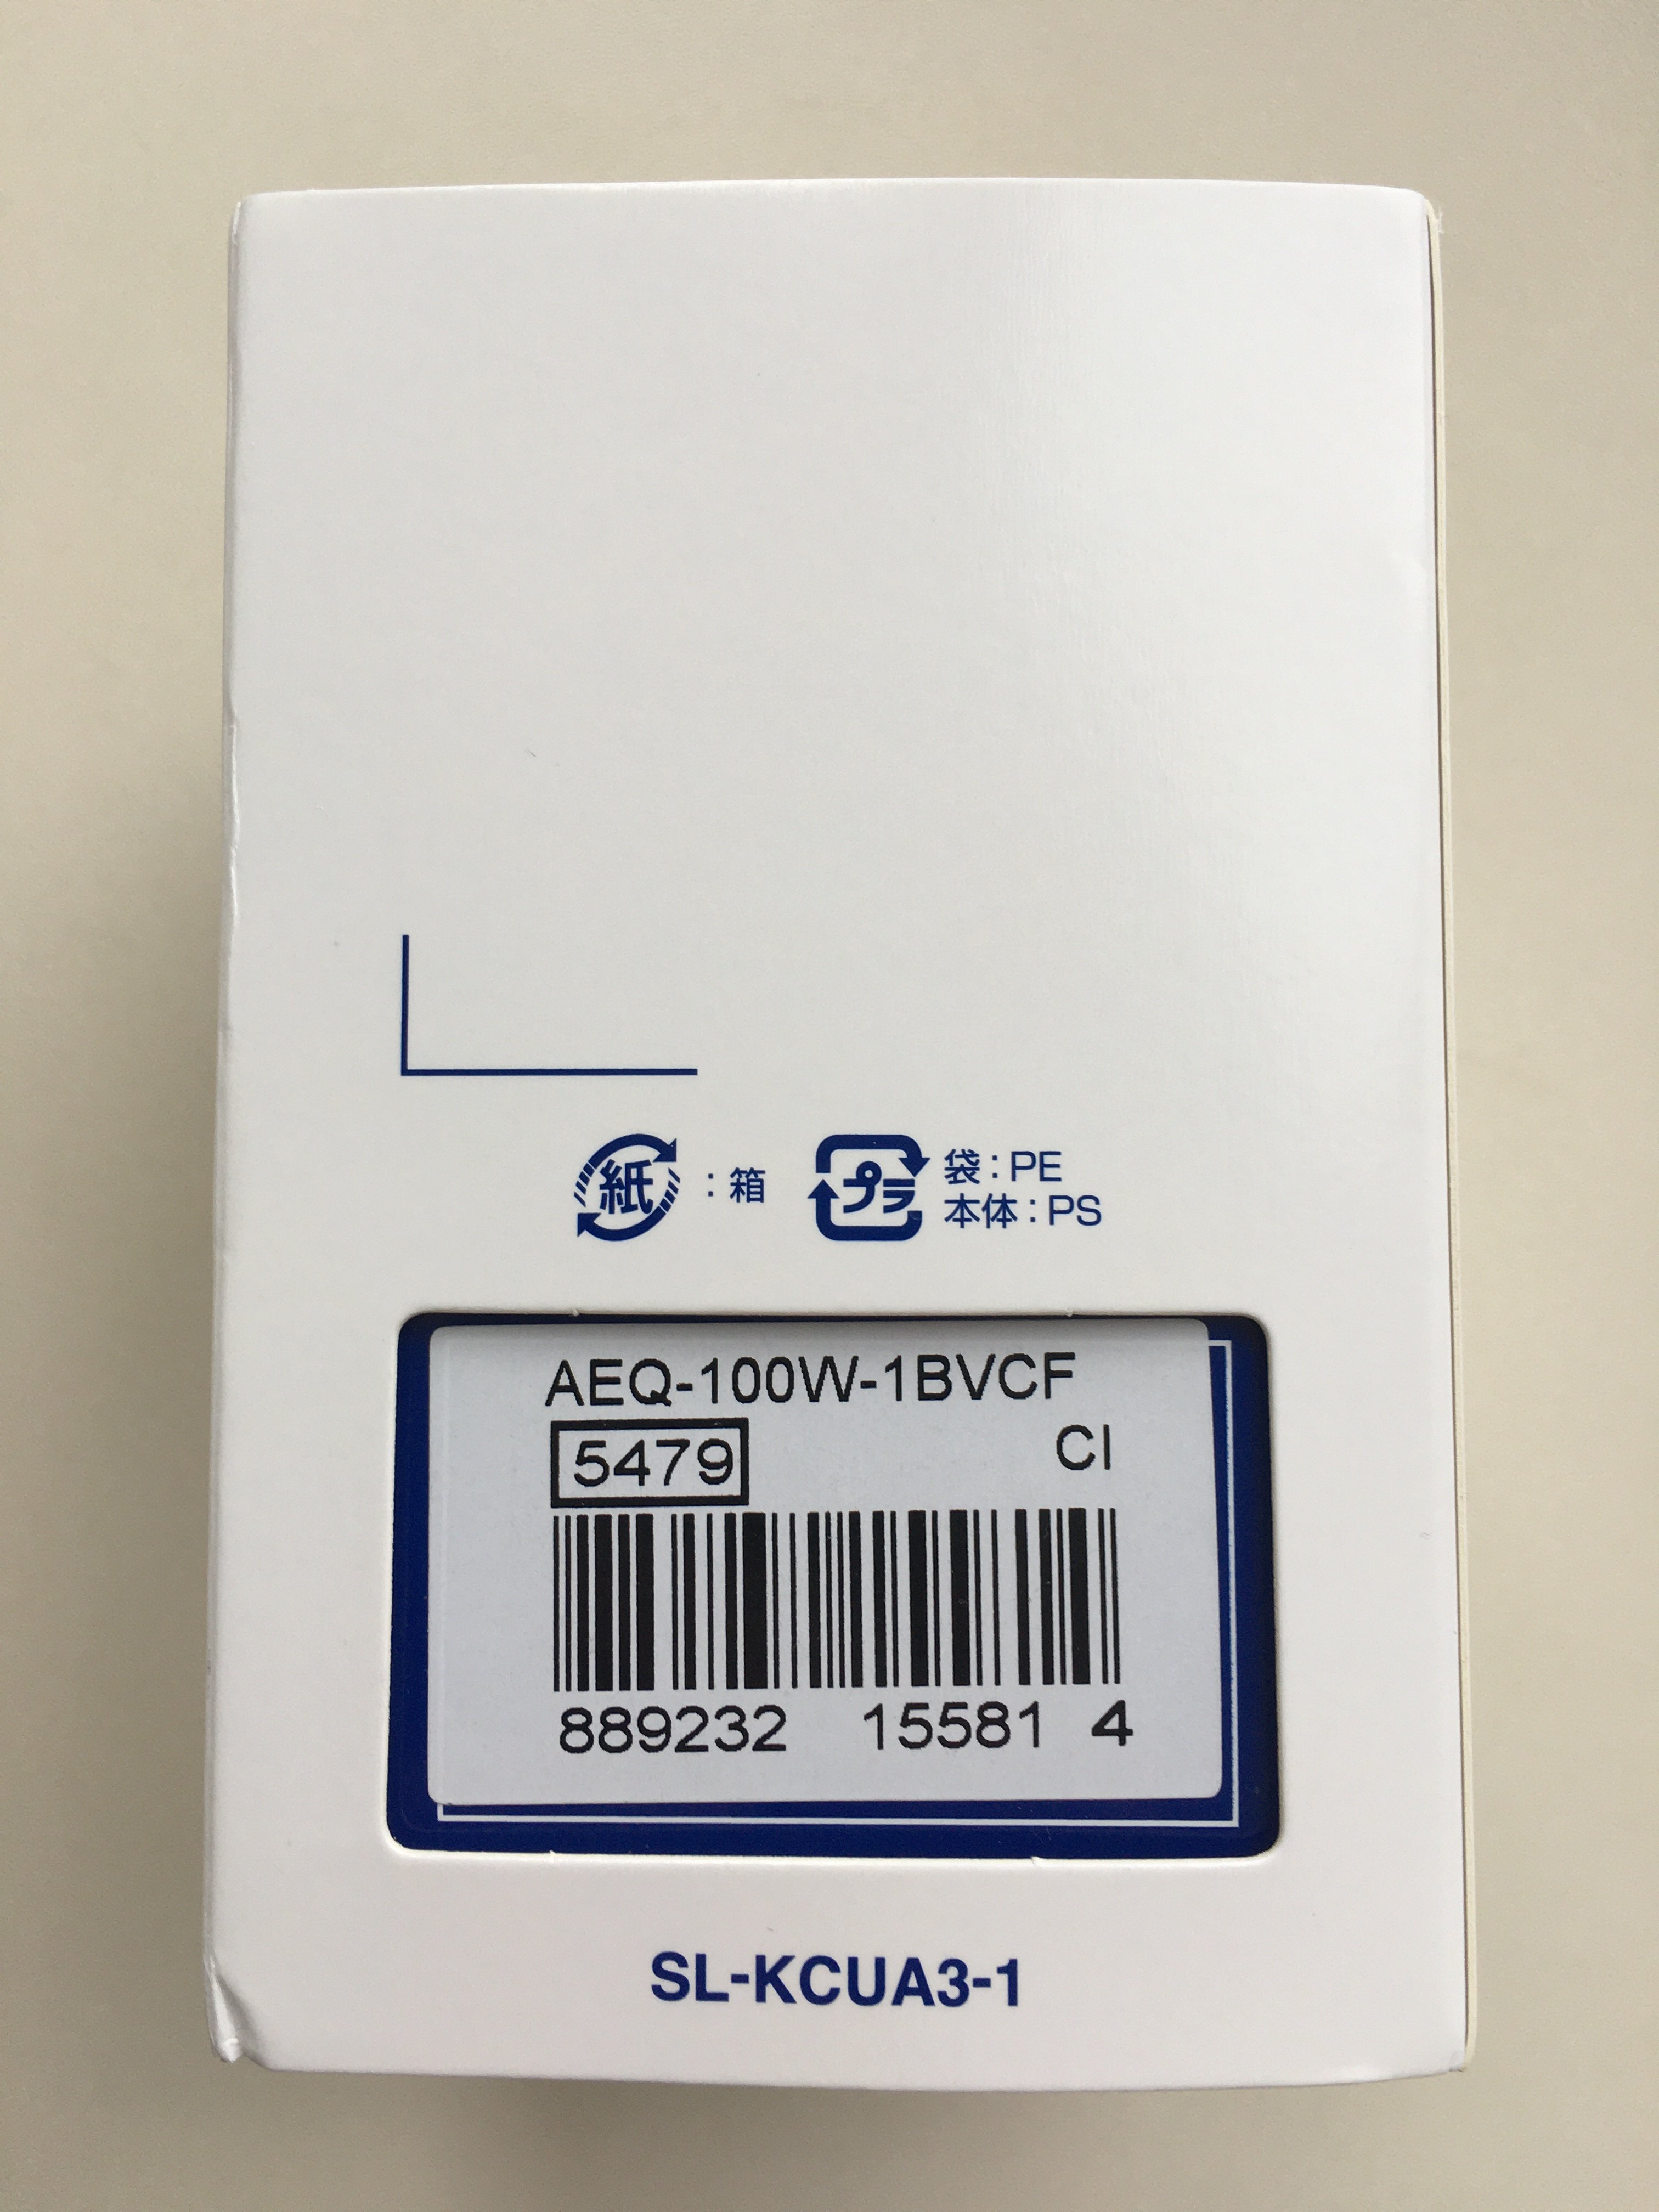 紙 : 箱
プラ 袋 : PE
本体 : PS
AEQ-100W-1BVCF
5479 CI
889232 15581 4
SL-KCUA3-1